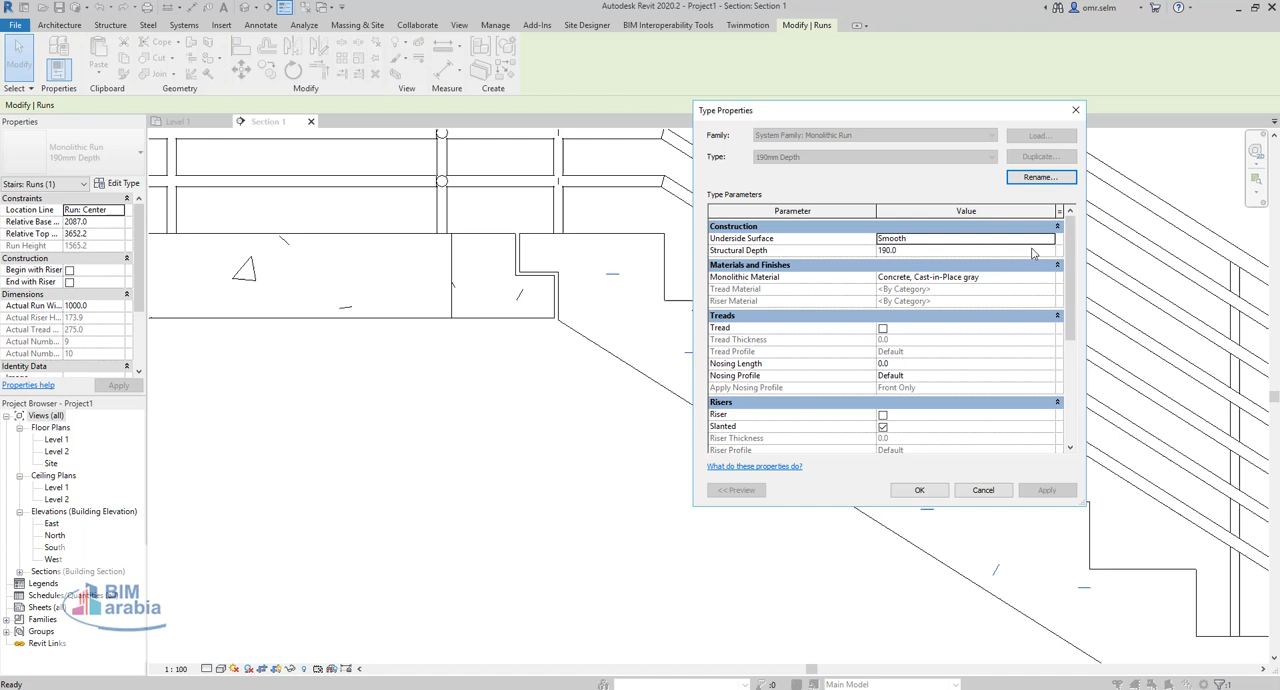 Autodesk Revit 2020.2 - Project1 - Section: Section 1
omr.selm
File Architecture Structure Steel Systems Insert Annotate Analyze Massing & Site Collaborate View Manage Add-Ins Site Designer BIM Interoperability Tools Twinmotion Modify | Runs
Modify
Properties
Paste
Cope
Cut
Join
Select Properties Clipboard Geometry Modify View Measure Create
Modify | Runs
Properties
Level 1
Section 1
Monolithic Run
190mm Depth
Stairs: Runs (1)
Edit Type
Constraints
Location Line Run: Center
Relative Base ... 2087.0
Relative Top ... 3652.2
Run Height 1565.2
Construction
Begin with Riser
End with Riser
Dimensions
Actual Run Wi... 1000.0
Actual Riser H... 173.9
Actual Tread ... 275.0
Actual Numb... 9
Actual Numb... 10
Identity Data
Properties help
Apply
Project Browser - Project1
Views (all)
Floor Plans
Level 1
Level 2
Site
Ceiling Plans
Level 1
Level 2
Elevations (Building Elevation)
East
North
South
West
Sections (Building Section)
Legends
Schedules/Quantities (all)
Sheets (all)
Families
Groups
Revit Links
BIM
arabia
Type Properties
Family: System Family: Monolithic Run Load...
Type: 190mm Depth Duplicate...
Rename...
Type Parameters
Parameter Value =
Construction
Underside Surface Smooth
Structural Depth 190.0
Materials and Finishes
Monolithic Material Concrete, Cast-in-Place gray
Tread Material <By Category>
Riser Material <By Category>
Treads
Tread
Tread Thickness 0.0
Tread Profile Default
Nosing Length 0.0
Nosing Profile Default
Apply Nosing Profile Front Only
Risers
Riser
Slanted
Riser Thickness 0.0
Riser Profile Default
What do these properties do?
<< Preview OK Cancel Apply
1 : 100
Ready
:0
Main Model
:1